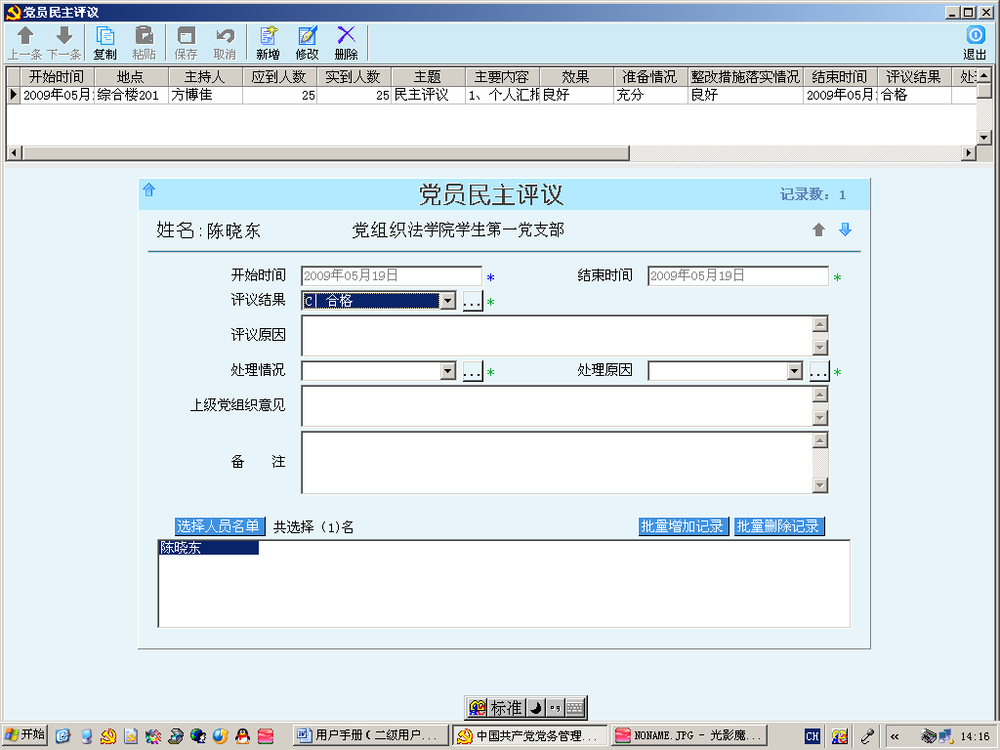 党员民主评议
上一条 下一条 复制 粘贴 保存 取消 新增 修改 删除 退出
开始时间 地点 主持人 应到人数 实到人数 主题 主要内容 效果 准备情况 整改措施落实情况 结束时间 评议结果
2009年05月 综合楼201 方博佳 25 25 民主评议 1、个人汇报 良好 充分 良好 2009年05月 合格
党员民主评议 记录数：1
姓名:陈晓东 党组织法学院学生第一党支部
开始时间 2009年05月19日 * 结束时间 2009年05月19日 *
评议结果 C| 合格 ... *
评议原因
处理情况 ... * 处理原因 ... *
上级党组织意见
备 注
选择人员名单 共选择（1)名 批量增加记录 批量删除记录
陈晓东
标准
开始 用户手册（二级用户... 中国共产党党务管理... NONAME.JPG - 光影魔... CH « 14:16